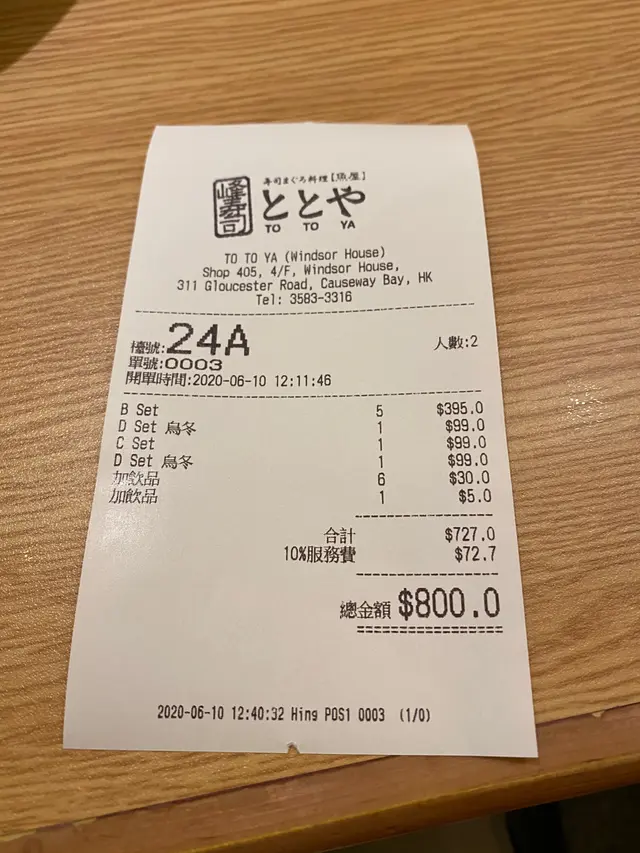 峰寿司
寿司まぐろ料理【魚屋】
ととや
TO TO YA
TO TO YA (Windsor House)
Shop 405, 4/F, Windsor House,
311 Gloucester Road, Causeway Bay, HK
Tel: 3583-3316
檯號:24A 人數:2
單號:0003
開單時間:2020-06-10 12:11:46
B Set 5 $395.0
D Set 烏冬 1 $99.0
C Set 1 $99.0
D Set 烏冬 1 $99.0
加飲品 6 $30.0
加飲品 1 $5.0
合計 $727.0
10%服務費 $72.7
總金額 $800.0
2020-06-10 12:40:32 Hing POS1 0003 (1/0)